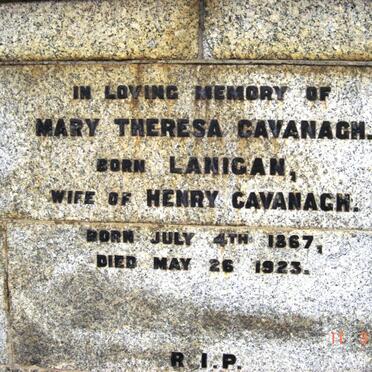 IN LOVING MEMORY OF
MARY THERESA CAVANAGH.
BORN LANIGAN,
WIFE OF HENRY CAVANAGH.
BORN JULY 4TH 1867,
DIED MAY 26 1923.
R.I.P.